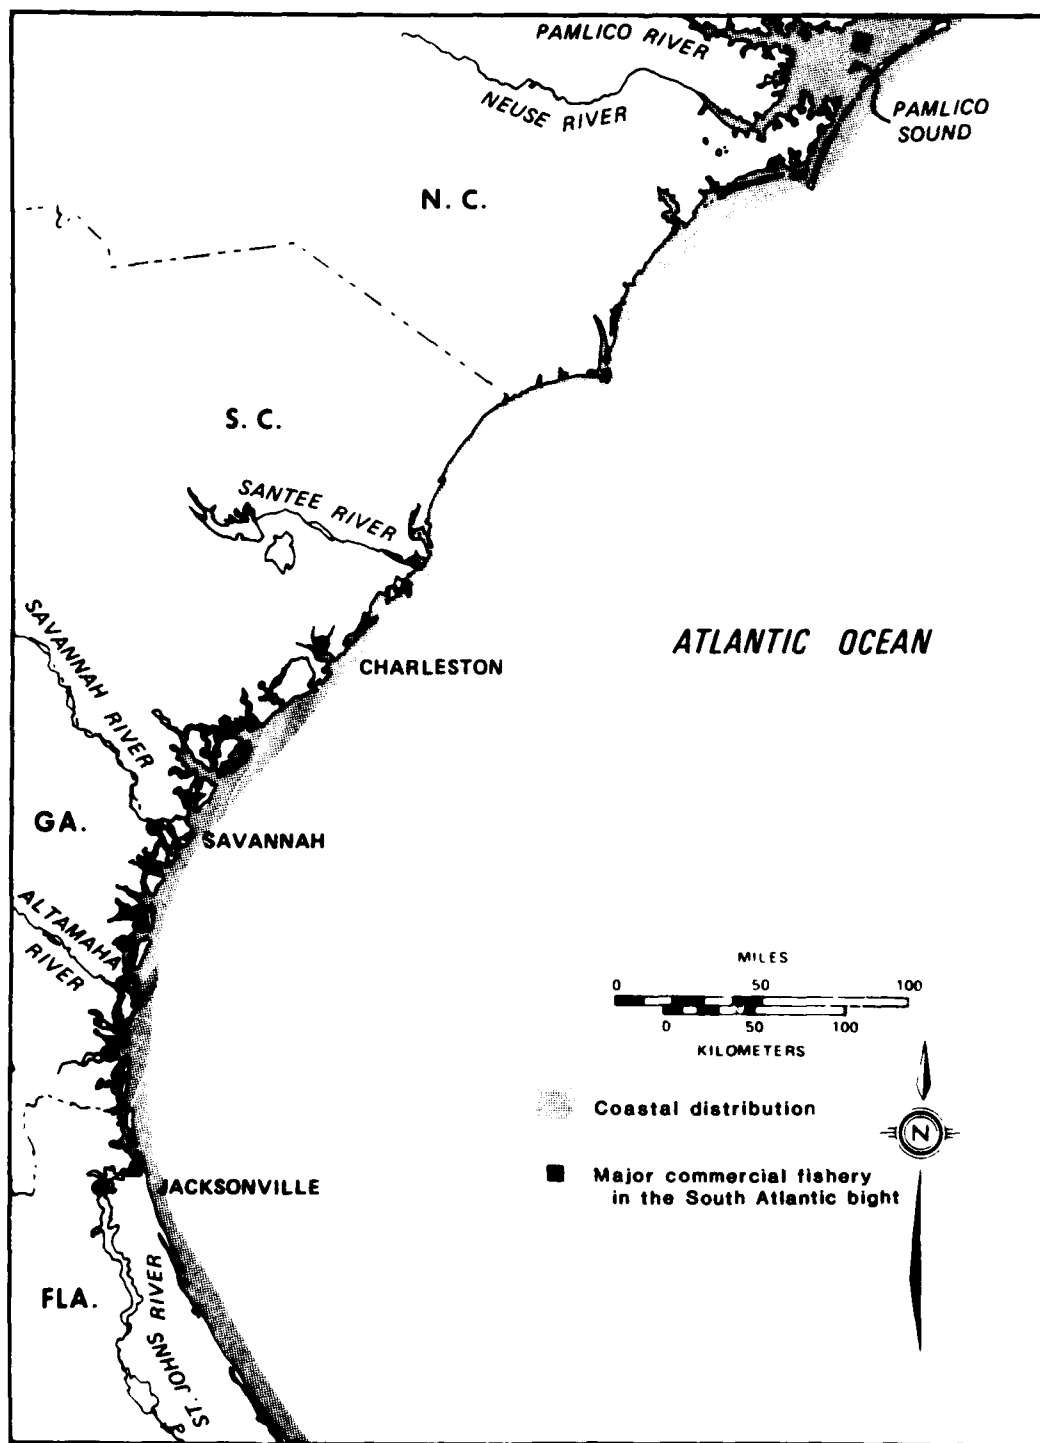 PAMLICO RIVER
NEUSE RIVER
PAMLICO
SOUND
N. C.
S. C.
SANTEE RIVER
SAVANNAH RIVER
ATLANTIC OCEAN
CHARLESTON
GA.
SAVANNAH
ALTAMAHA
RIVER
MILES
0 50 100
0 50 100
KILOMETERS
Coastal distribution
N
Major commercial fishery
in the South Atlantic bight
JACKSONVILLE
FLA.
ST. JOHNS RIVER